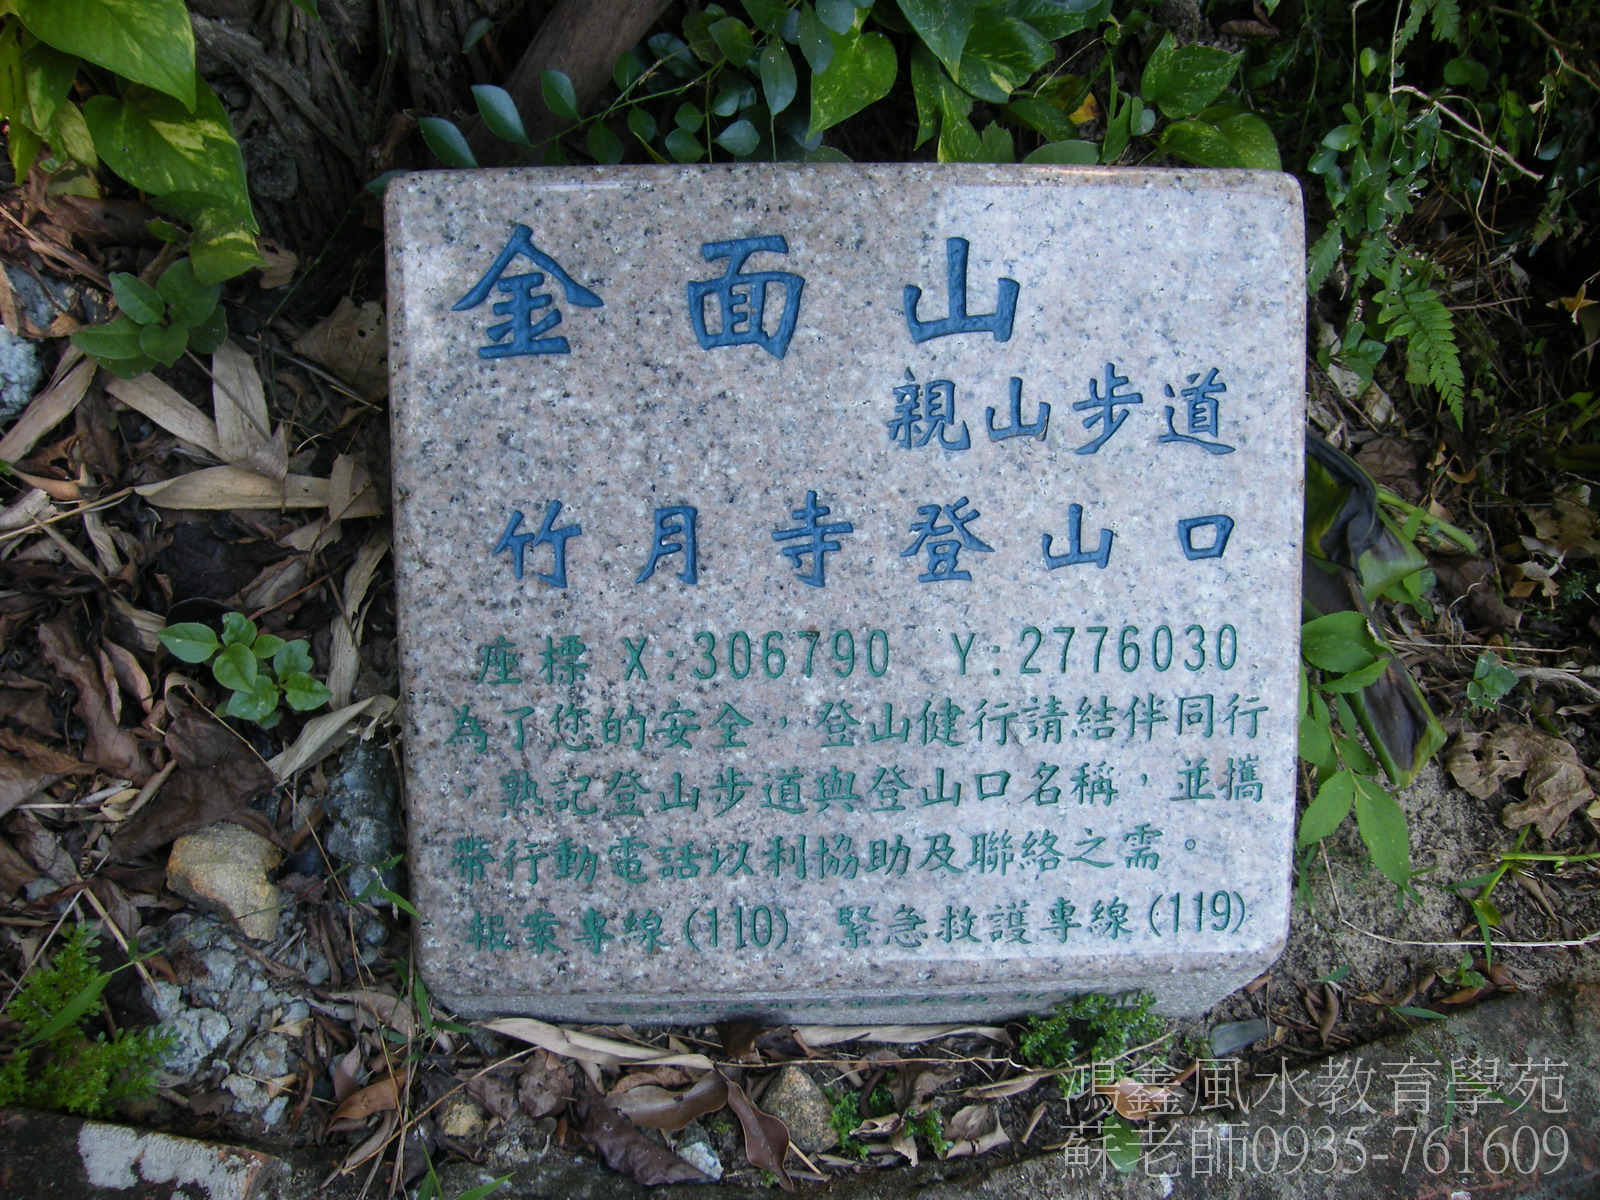 金面山
親山步道
竹月寺登山口
座標 X:306790 Y:2776030
為了您的安全，登山健行請結伴同行
，熟記登山步道與登山口名稱，並攜
帶行動電話以利協助及聯絡之需。
報案專線(110) 緊急救護專線(119)
鴻鑫風水教育學苑
蘇老師0935-761609